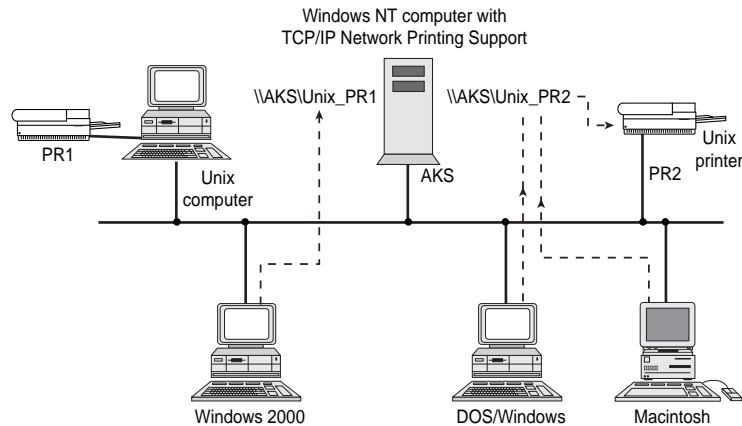 Windows NT computer with
TCP/IP Network Printing Support
\\AKS\Unix_PR1
\\AKS\Unix_PR2
PR1
Unix
computer
AKS
PR2
Unix
printer
Windows 2000
DOS/Windows
Macintosh